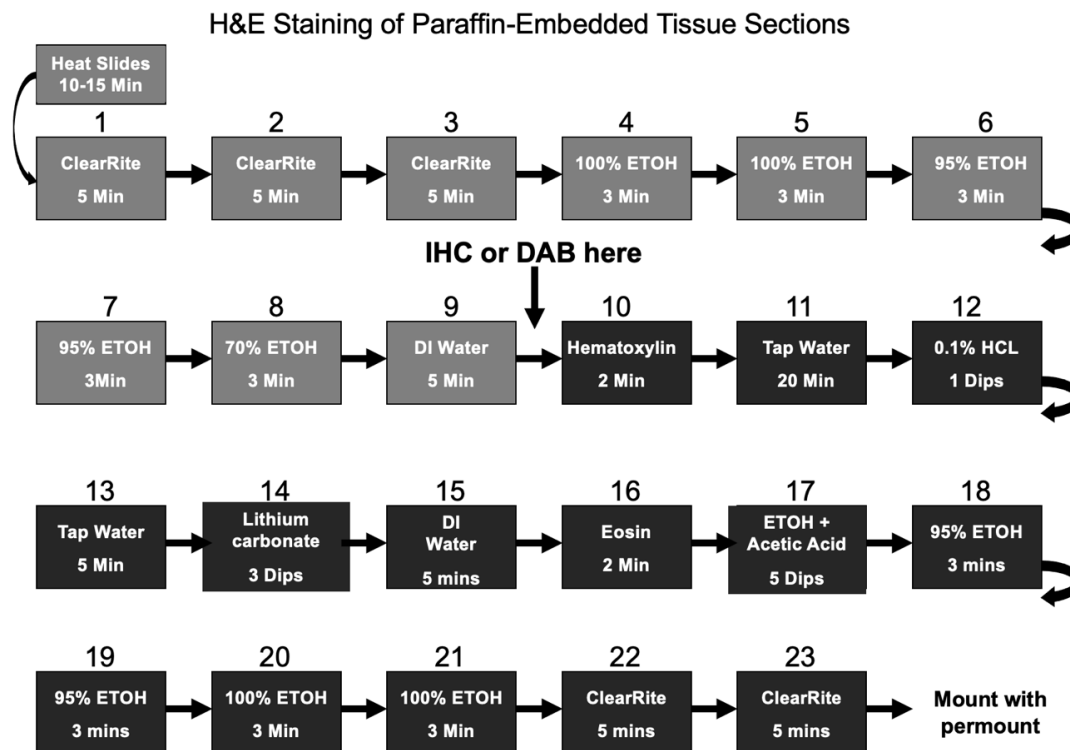 H&E Staining of Paraffin-Embedded Tissue Sections
Heat Slides
10-15 Min
1
ClearRite
5 Min
2
ClearRite
5 Min
3
ClearRite
5 Min
4
100% ETOH
3 Min
5
100% ETOH
3 Min
6
95% ETOH
3 Min
IHC or DAB here
7
95% ETOH
3Min
8
70% ETOH
3 Min
9
DI Water
5 Min
10
Hematoxylin
2 Min
11
Tap Water
20 Min
12
0.1% HCL
1 Dips
13
Tap Water
5 Min
14
Lithium
carbonate
3 Dips
15
DI
Water
5 mins
16
Eosin
2 Min
17
ETOH +
Acetic Acid
5 Dips
18
95% ETOH
3 mins
19
95% ETOH
3 mins
20
100% ETOH
3 Min
21
100% ETOH
3 Min
22
ClearRite
5 mins
23
ClearRite
5 mins
Mount with
permount